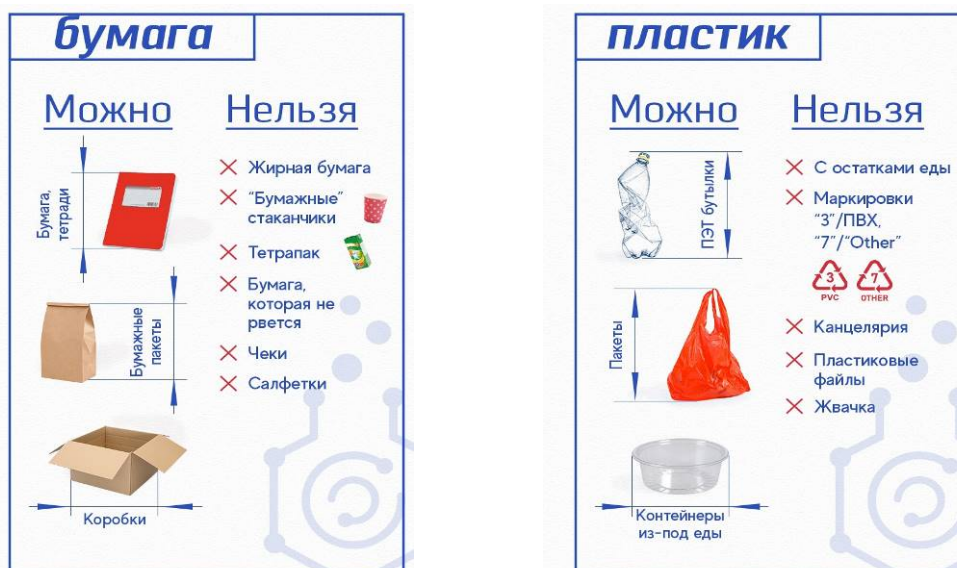 бумага
Можно
Нельзя
Бумага,
тетради
Бумажные
пакеты
Коробки
Жирная бумага
"Бумажные"
стаканчики
Тетрапак
Бумага,
которая не
рвется
Чеки
Салфетки
пластик
Можно
Нельзя
ПЭТ бутылки
Пакеты
Контейнеры
из-под еды
С остатками еды
Маркировки
"3"/ПВХ,
"7"/"Other"
3
PVC
7
OTHER
Канцелярия
Пластиковые
файлы
Жвачка